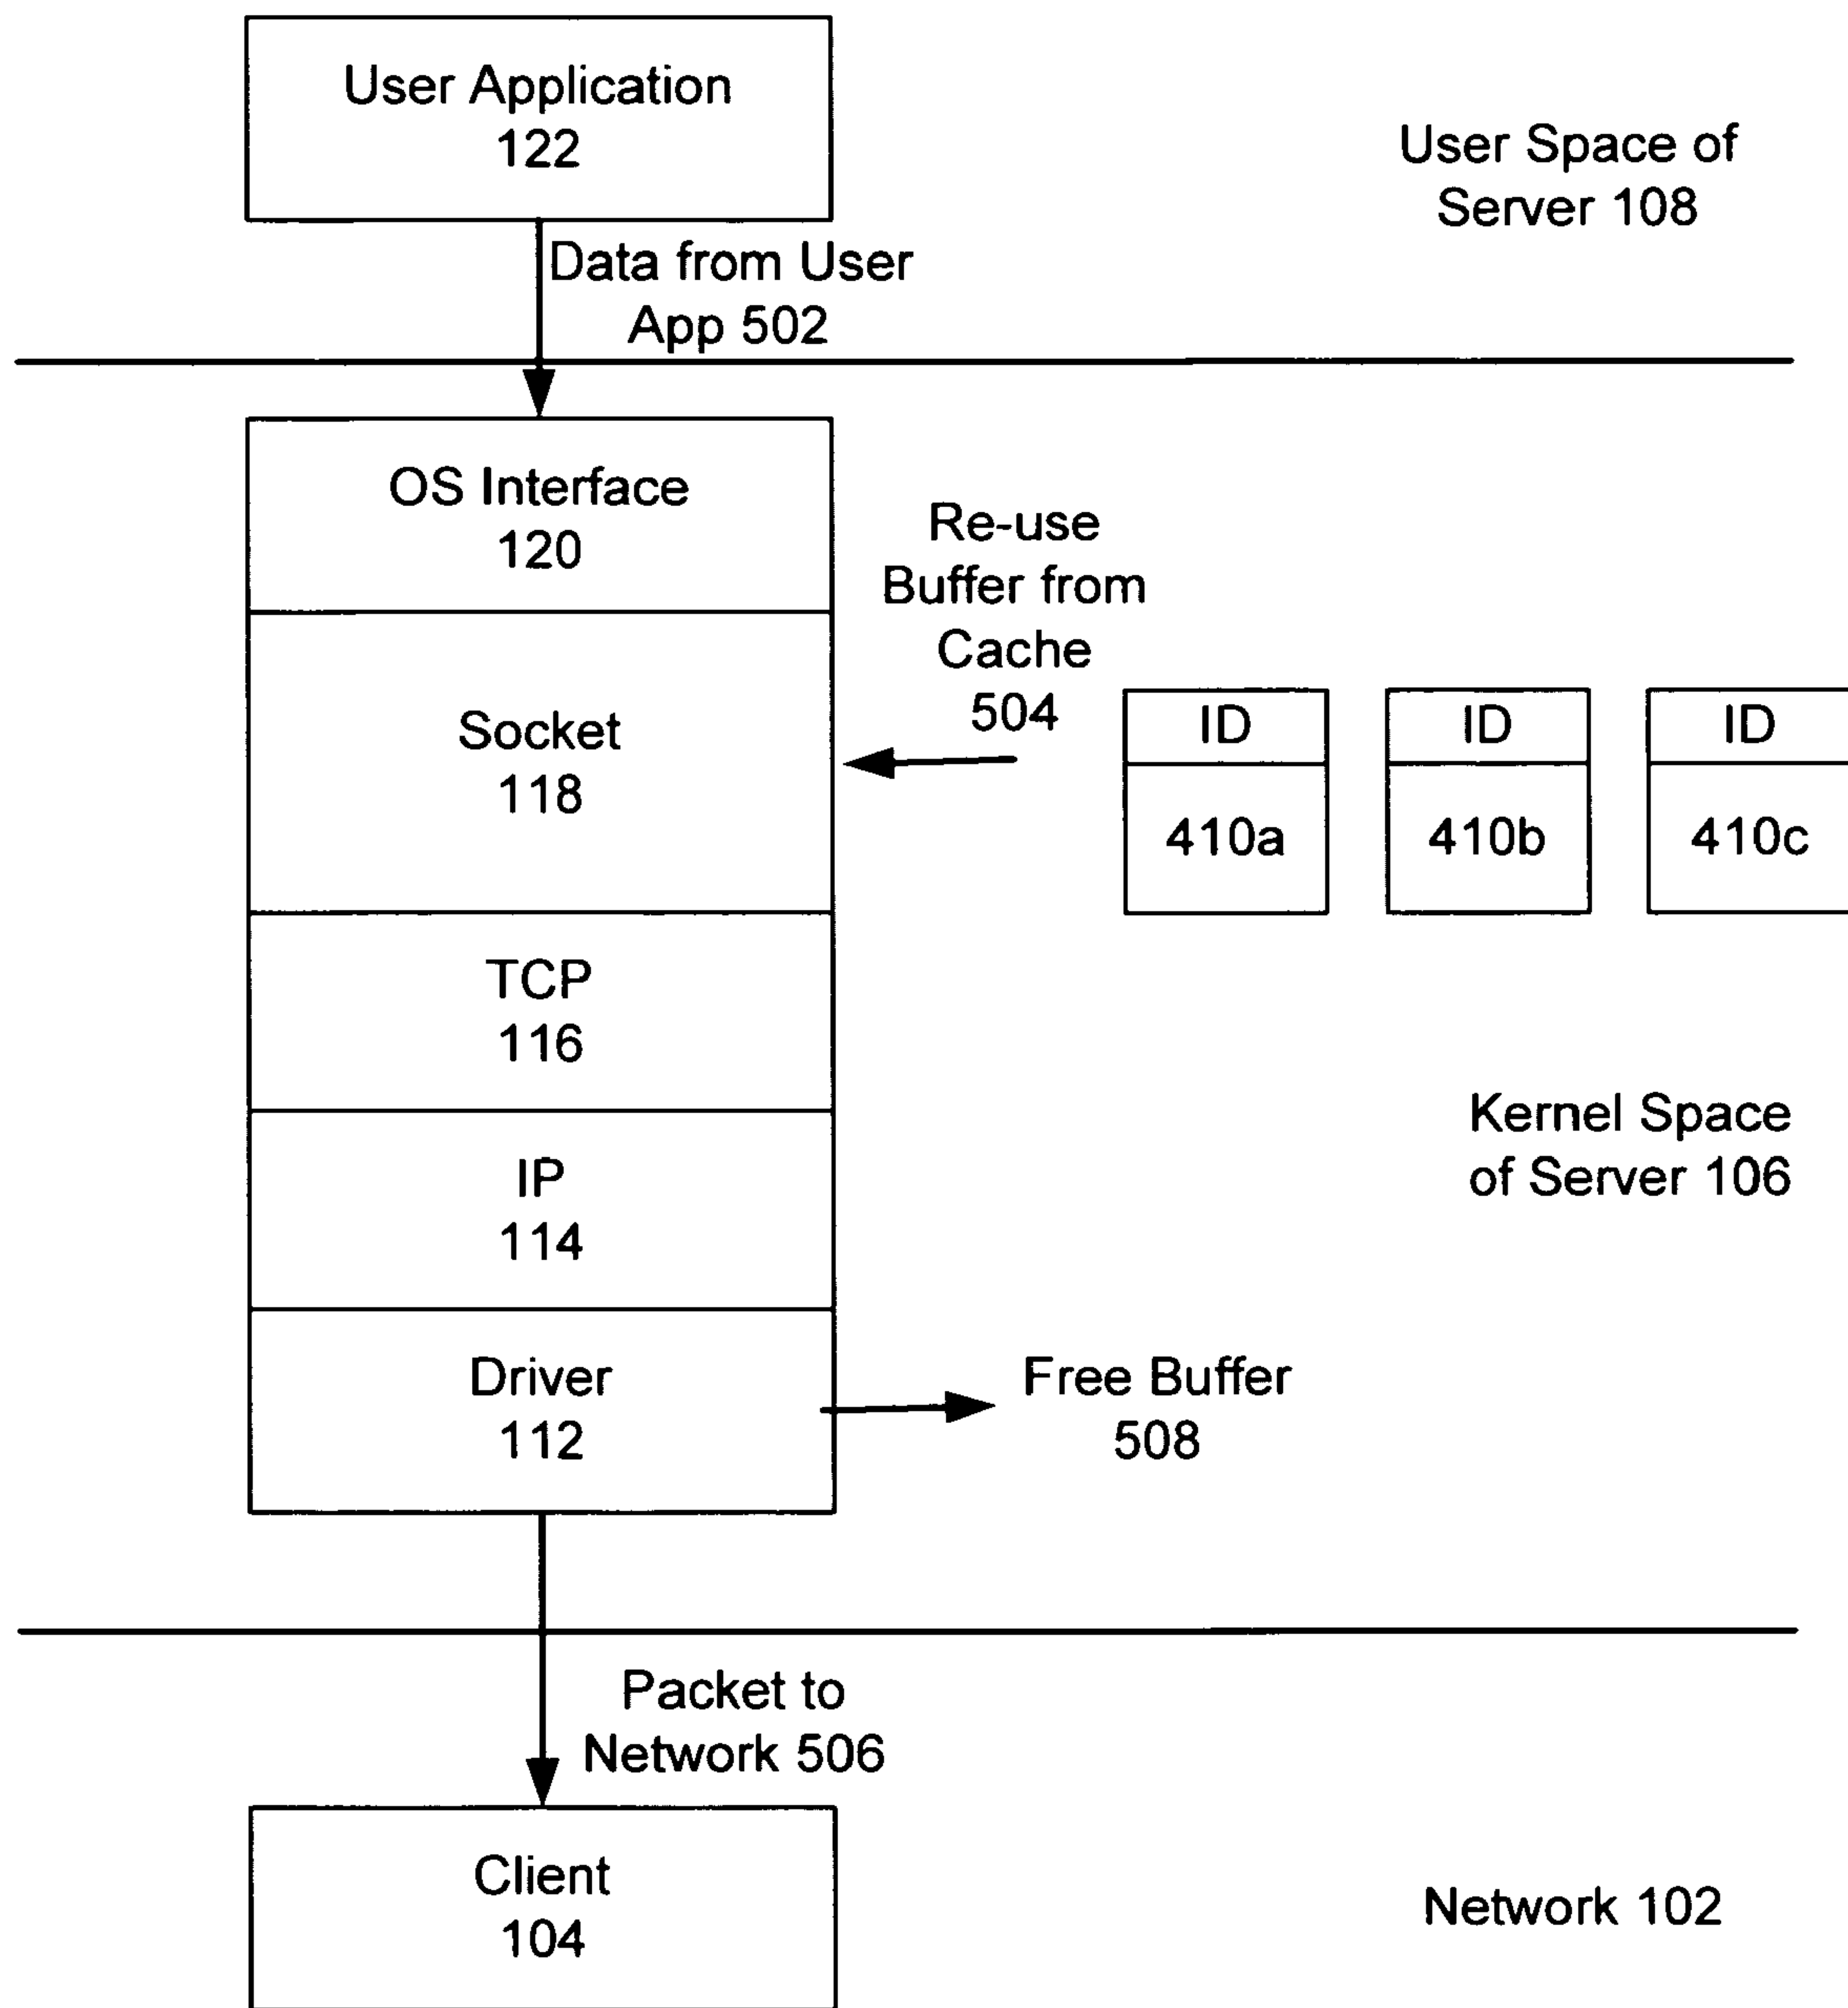 User Application
122
User Space of
Server 108
Data from User
App 502
OS Interface
120
Re-use
Buffer from
Cache
504
Socket
118
ID
ID
ID
410a
410b
410c
TCP
116
Kernel Space
of Server 106
IP
114
Driver
112
Free Buffer
508
Packet to
Network 506
Client
104
Network 102